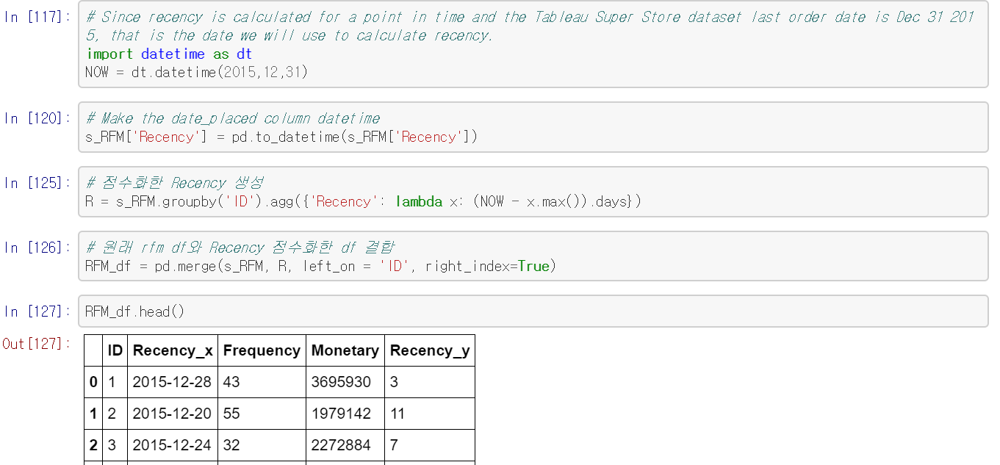 In [117]: # Since recency is calculated for a point in time and the Tableau Super Store dataset last order date is Dec 31 201
5, that is the date we will use to calculate recency.
import datetime as dt
NOW = dt.datetime(2015,12,31)
In [120]: # Make the date_placed column datetime
s_RFM['Recency'] = pd.to_datetime(s_RFM['Recency'])
In [125]: # 점수화한 Recency 생성
R = s_RFM.groupby('ID').agg({'Recency': lambda x: (NOW - x.max()).days})
In [126]: # 원래 rfm df와 Recency 점수화한 df 결합
RFM_df = pd.merge(s_RFM, R, left_on = 'ID', right_index=True)
In [127]: RFM_df.head()
Out[127]:
ID Recency_x Frequency Monetary Recency_y
0 1 2015-12-28 43 3695930 3
1 2 2015-12-20 55 1979142 11
2 3 2015-12-24 32 2272884 7